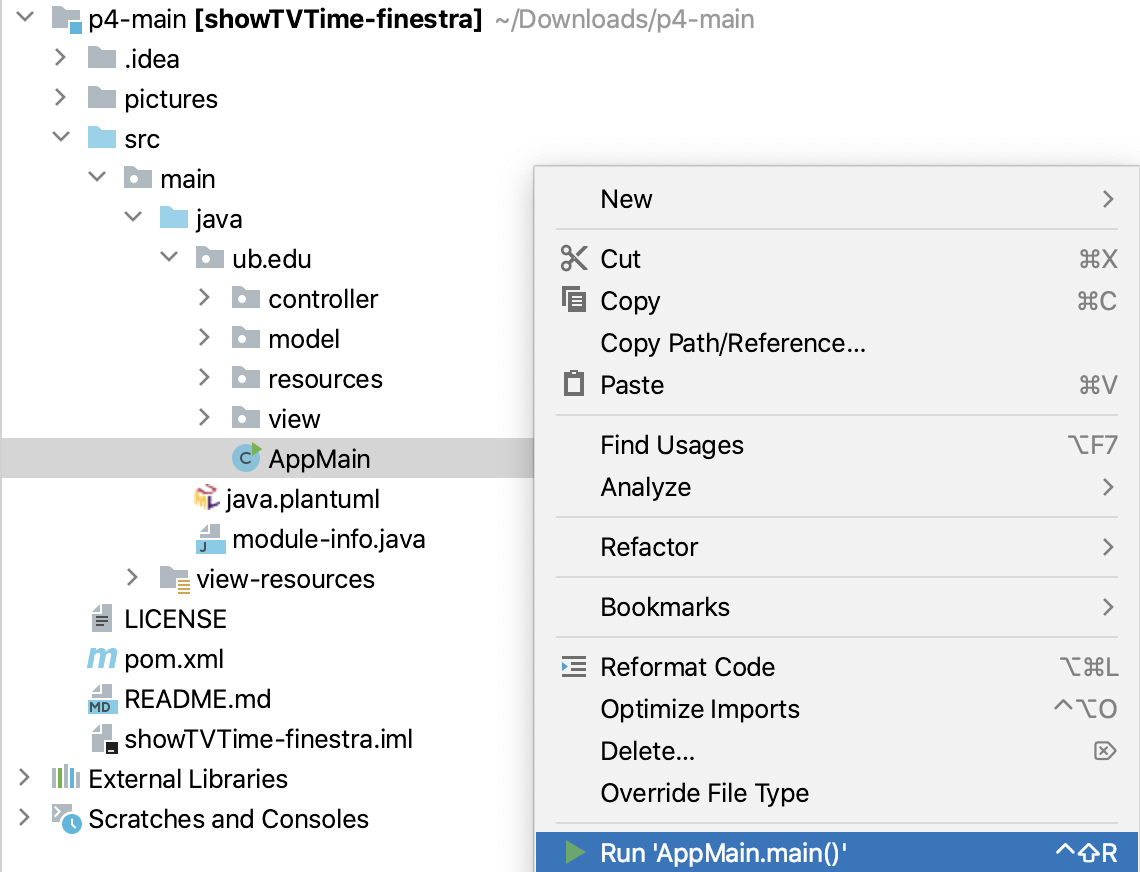 p4-main [showTVTime-finestra] ~/Downloads/p4-main
.idea
pictures
src
main
java
ub.edu
controller
model
resources
view
C AppMain
java.plantuml
J module-info.java
view-resources
LICENSE
m pom.xml
MD README.md
showTVTime-finestra.iml
External Libraries
Scratches and Consoles
New
Cut ⌘X
Copy ⌘C
Copy Path/Reference...
Paste ⌘V
Find Usages ⌥F7
Analyze
Refactor
Bookmarks
Reformat Code ⌥⌘L
Optimize Imports ^⌥O
Delete... ⌦
Override File Type
Run 'AppMain.main()' ^⇧R